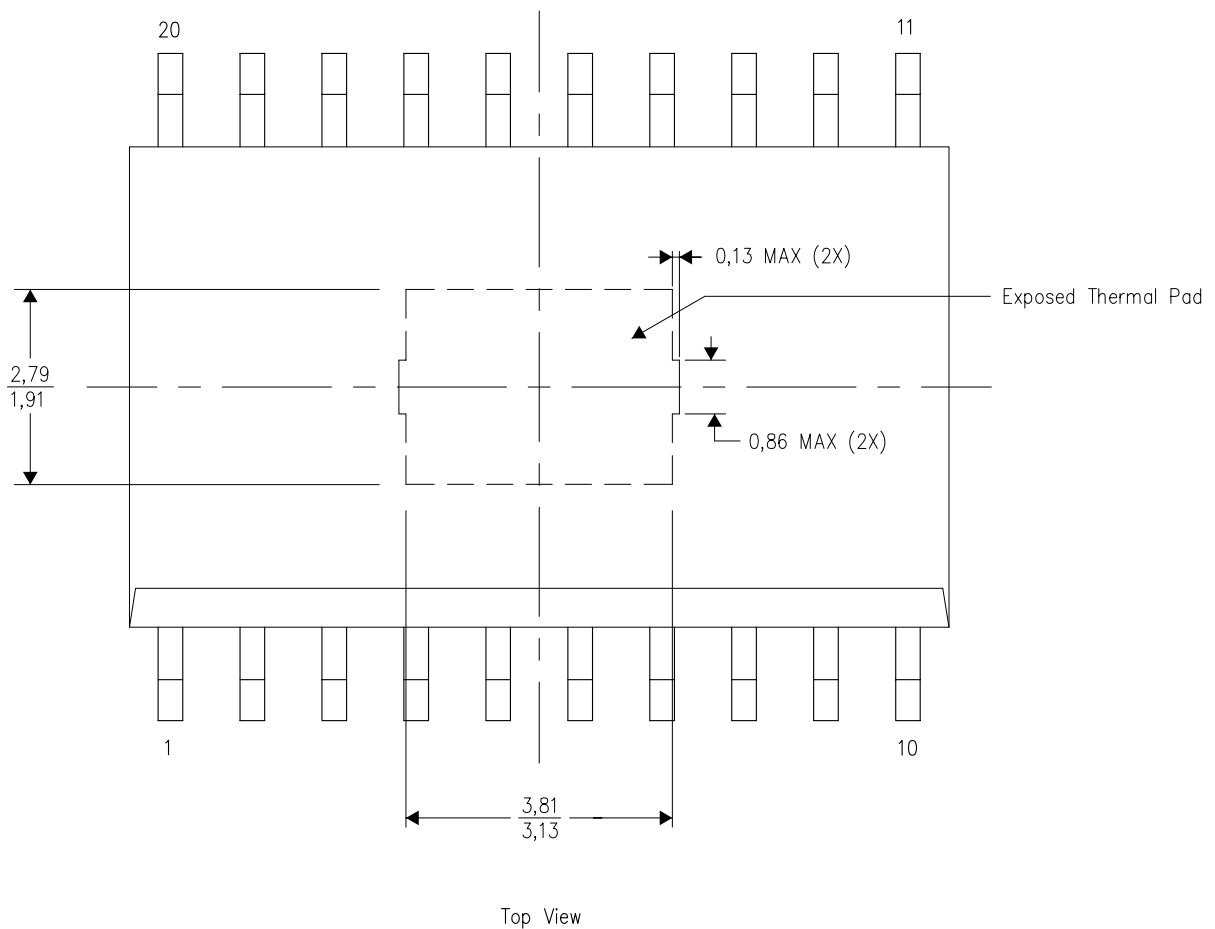 20
11
0,13 MAX (2X)
Exposed Thermal Pad
2,79
1,91
0,86 MAX (2X)
1
10
3,81
3,13
Top View